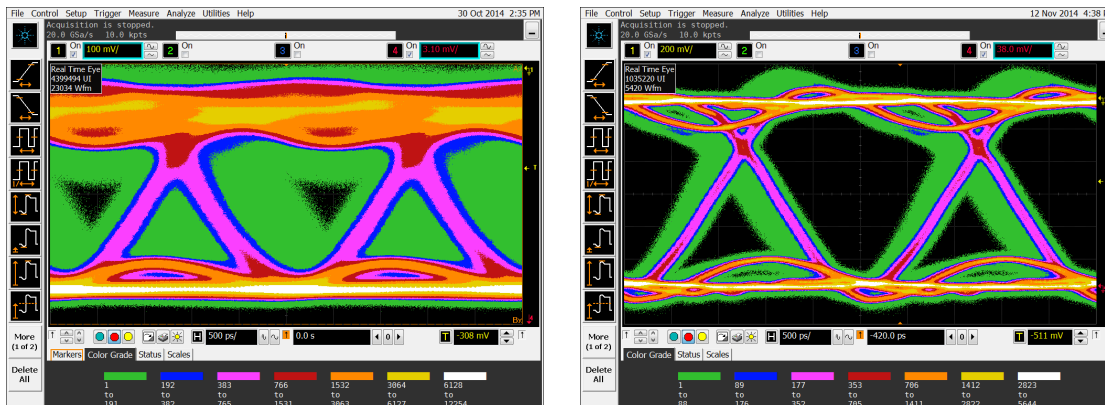 File Control Setup Trigger Measure Analyze Utilities Help 30 Oct 2014 2:35 PM
Acquisition is stopped.
20.0 GSa/s 10.0 kpts
1 On 100 mV/ 2 On 3 On 4 On 3.10 mV/
Real Time Eye
4399494 UI
23034 Wfm
T
More
(1 of 2)
Delete
All
H 500 ps/ 0.0 s 0 T -308 mV
Markers Color Grade Status Scales
1 192 383 766 1532 3064 6128
to to to to to to to
191 382 765 1531 3063 6127 12254
File Control Setup Trigger Measure Analyze Utilities Help 12 Nov 2014 4:38 P
Acquisition is stopped.
20.0 GSa/s 10.0 kpts
1 On 200 mV/ 2 On 3 On 4 On 38.0 mV/
Real Time Eye
1035220 UI
5420 Wfm
More
(1 of 2)
Delete
All
H 500 ps/ -420.0 ps 0 T -511 mV
Color Grade Status Scales
1 89 177 353 706 1412 2823
to to to to to to to
88 176 352 705 1411 2822 5644